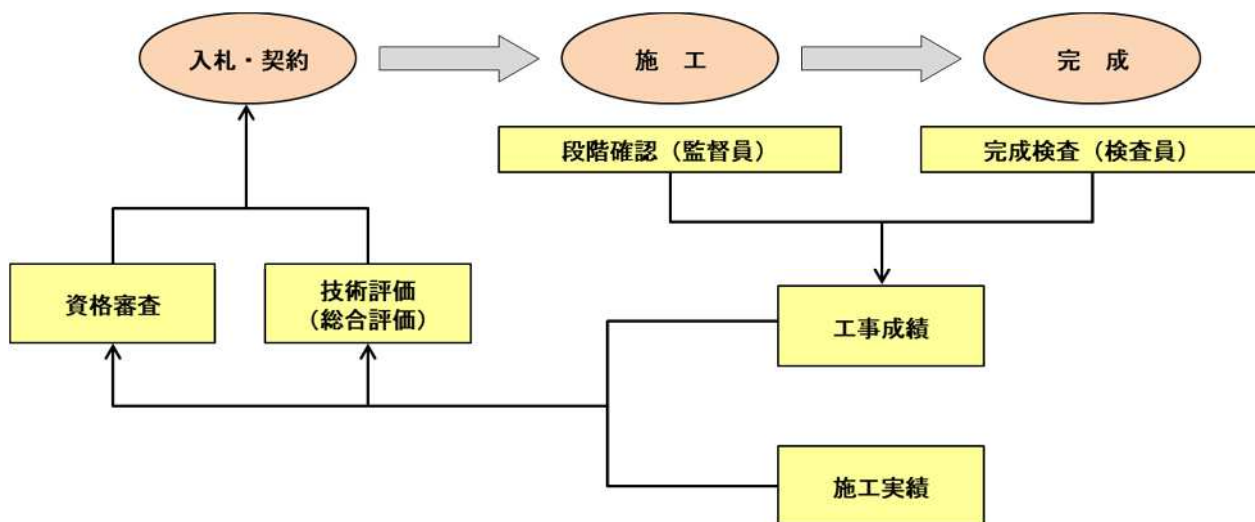 入札・契約
施　工
完　成
段階確認（監督員）
完成検査（検査員）
資格審査
技術評価
（総合評価）
工事成績
施工実績